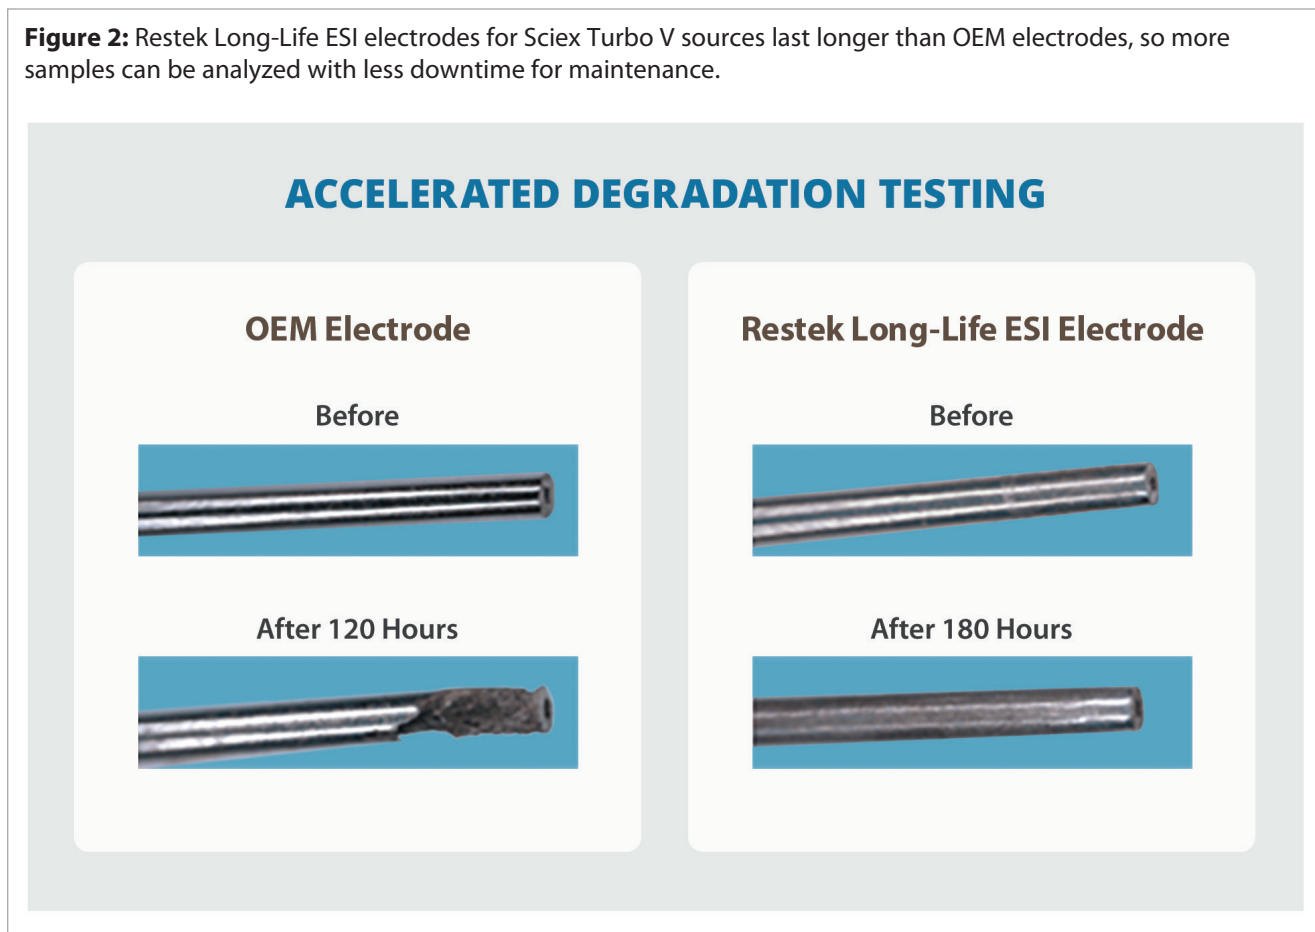 Figure 2: Restek Long-Life ESI electrodes for Sciex Turbo V sources last longer than OEM electrodes, so more
samples can be analyzed with less downtime for maintenance.
ACCELERATED DEGRADATION TESTING
OEM Electrode
Before
After 120 Hours
Restek Long-Life ESI Electrode
Before
After 180 Hours